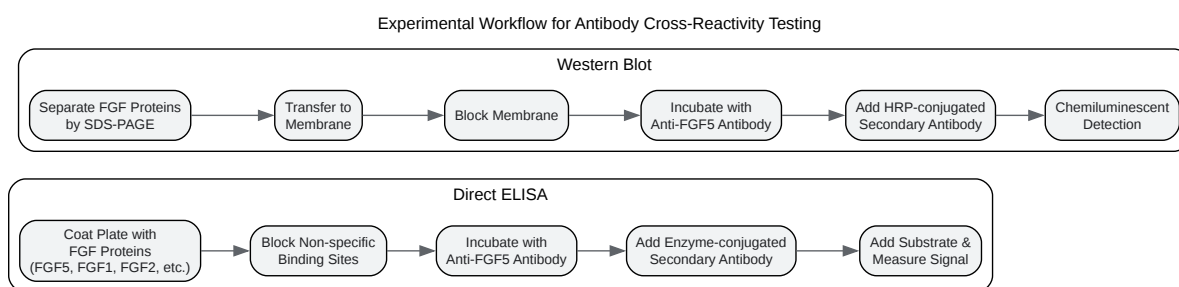 Experimental Workflow for Antibody Cross-Reactivity Testing
Western Blot
Separate FGF Proteins
by SDS-PAGE
Transfer to
Membrane
Block Membrane
Incubate with
Anti-FGF5 Antibody
Add HRP-conjugated
Secondary Antibody
Chemiluminescent
Detection
Direct ELISA
Coat Plate with
FGF Proteins
(FGF5, FGF1, FGF2, etc.)
Block Non-specific
Binding Sites
Incubate with
Anti-FGF5 Antibody
Add Enzyme-conjugated
Secondary Antibody
Add Substrate &
Measure Signal